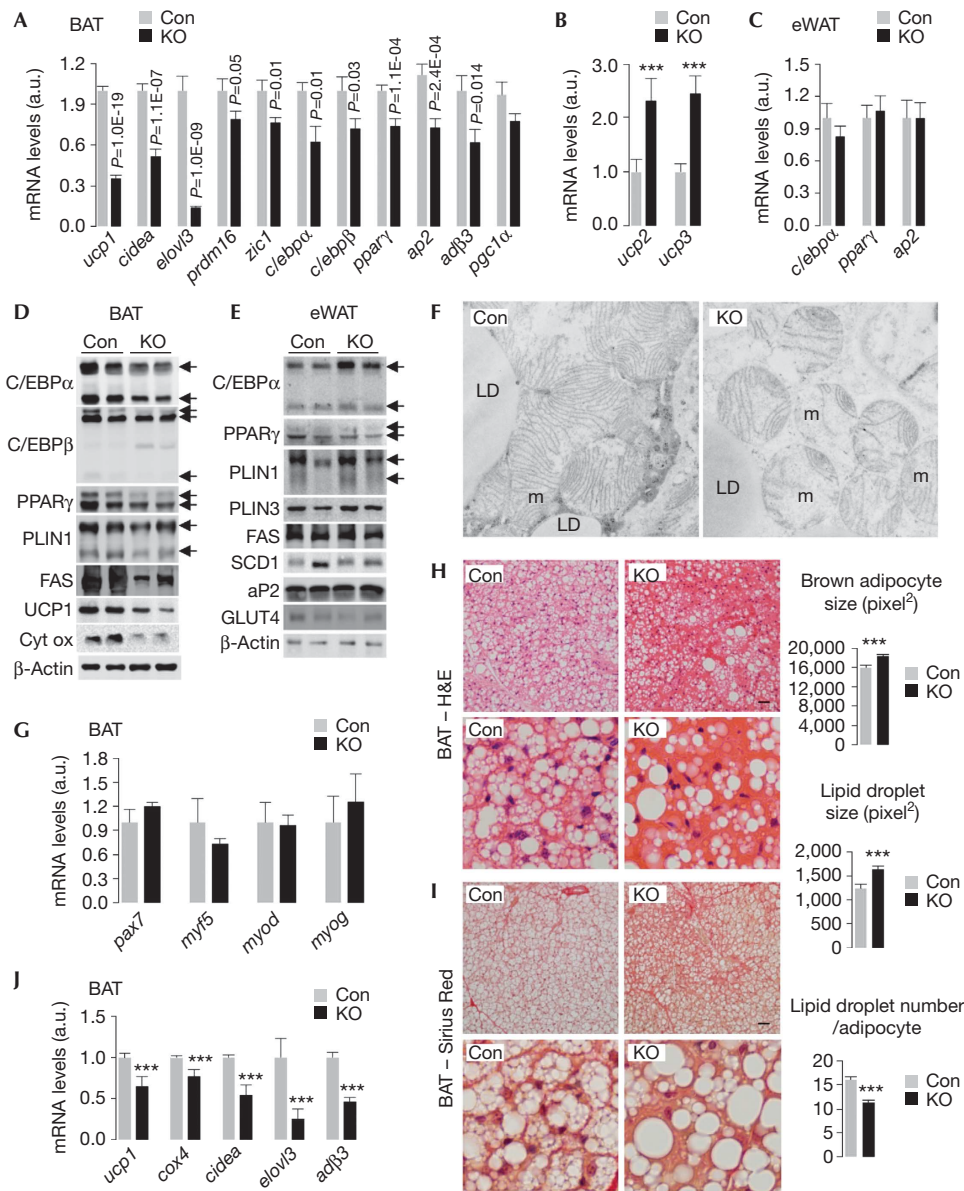 A BAT
Con
KO
mRNA levels (a.u.)
1.2
0.9
0.6
0.3
0.0
P=1.0E-19
P=1.1E-07
P=1.0E-09
P=0.05
P=0.01
P=0.01
P=0.03
P=1.1E-04
P=2.4E-04
P=0.014
ucp1
cidea
elovl3
prdm16
zic1
c/ebpα
c/ebpβ
pparγ
ap2
adβ3
pgc1α
B
Con
KO
mRNA levels (a.u.)
3.0
2.0
1.0
0.0
***
***
ucp2
ucp3
C eWAT
Con
KO
mRNA levels (a.u.)
1.5
1.2
0.9
0.6
0.3
0.0
c/ebpα
pparγ
ap2
D BAT
Con KO
C/EBPα
C/EBPβ
PPARγ
PLIN1
FAS
UCP1
Cyt ox
β-Actin
E eWAT
Con KO
C/EBPα
PPARγ
PLIN1
PLIN3
FAS
SCD1
aP2
GLUT4
β-Actin
F
Con
LD
m
LD
KO
m
LD
m
m
G BAT
Con
KO
mRNA levels (a.u.)
1.8
1.5
1.2
0.9
0.6
0.3
0.0
pax7
myf5
myod
myog
H
BAT – H&E
Con
KO
Con
KO
Brown adipocyte
size (pixel²)
***
20,000
16,000
12,000
8,000
4,000
0
Con
KO
Lipid droplet
size (pixel²)
***
2,000
1,500
1,000
500
0
Con
KO
I
BAT – Sirius Red
Con
KO
Con
KO
Lipid droplet number
/adipocyte
20
15
10
5
0
***
Con
KO
J BAT
Con
KO
mRNA levels (a.u.)
1.5
1.0
0.5
0.0
***
***
***
***
***
ucp1
cox4
cidea
elovl3
adβ3